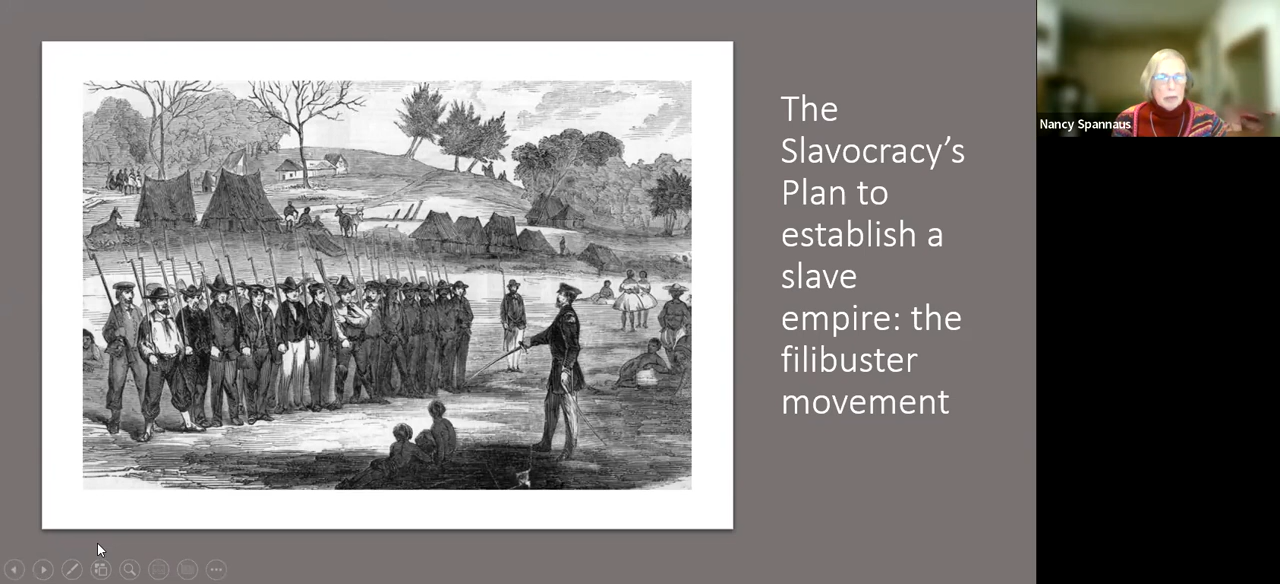 The
Slavocracy’s
Plan to
establish a
slave
empire: the
filibuster
movement
Nancy Spannaus